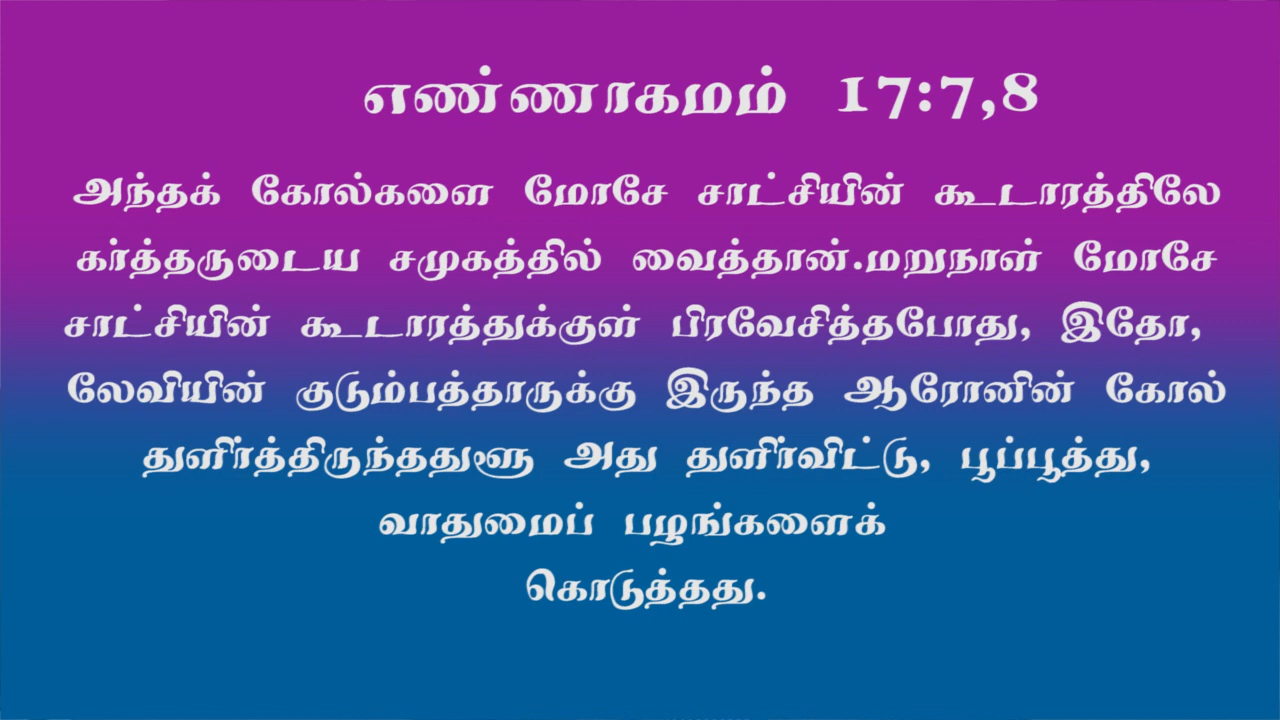 எண்ணாகமம் 17:7,8
அந்தக் கோல்களை மோசே சாட்சியின் கூடாரத்திலே
கர்த்தருடைய சமுகத்தில் வைத்தான்.மறுநாள் மோசே
சாட்சியின் கூடாரத்துக்குள் பிரவேசித்தபோது, இதோ,
லேவியின் குடும்பத்தாருக்கு இருந்த ஆரோனின் கோல்
துளிர்த்திருந்ததுளூ அது துளிர்விட்டு, பூப்பூத்து,
வாதுமைப் பழங்களைக்
கொடுத்தது.